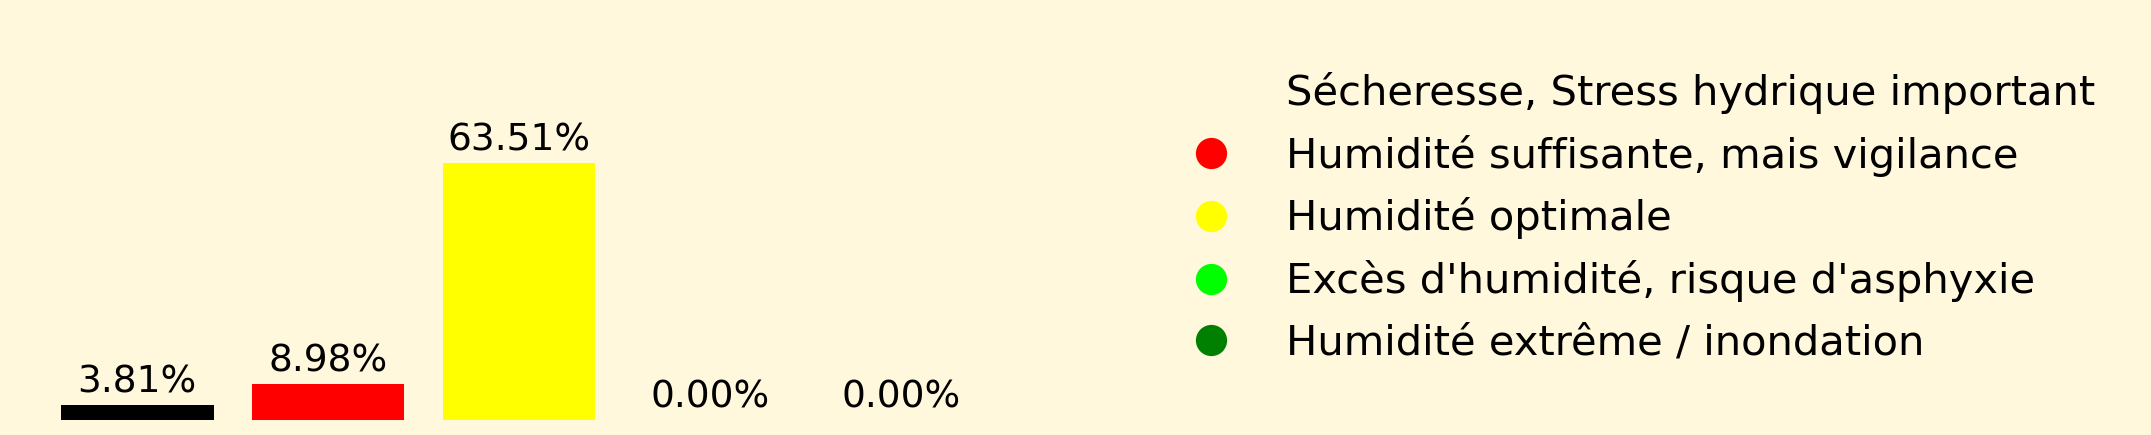 63.51%
8.98%
3.81%
0.00%
0.00%
Sécheresse, Stress hydrique important
Humidité suffisante, mais vigilance
Humidité optimale
Excès d'humidité, risque d'asphyxie
Humidité extrême / inondation